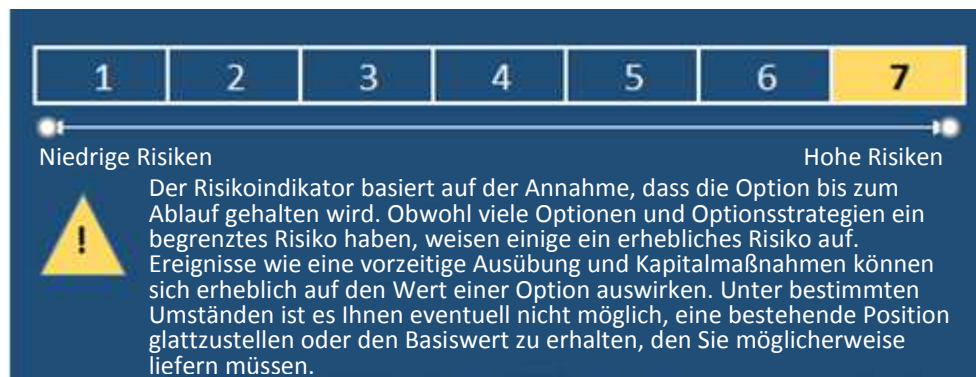 1 2 3 4 5 6 7
Niedrige Risiken Hohe Risiken
Der Risikoindikator basiert auf der Annahme, dass die Option bis zum
Ablauf gehalten wird. Obwohl viele Optionen und Optionsstrategien ein
! begrenztes Risiko haben, weisen einige ein erhebliches Risiko auf.
Ereignisse wie eine vorzeitige Ausübung und Kapitalmaßnahmen können
sich erheblich auf den Wert einer Option auswirken. Unter bestimmten
Umständen ist es Ihnen eventuell nicht möglich, eine bestehende Position
glattzustellen oder den Basiswert zu erhalten, den Sie möglicherweise
liefern müssen.